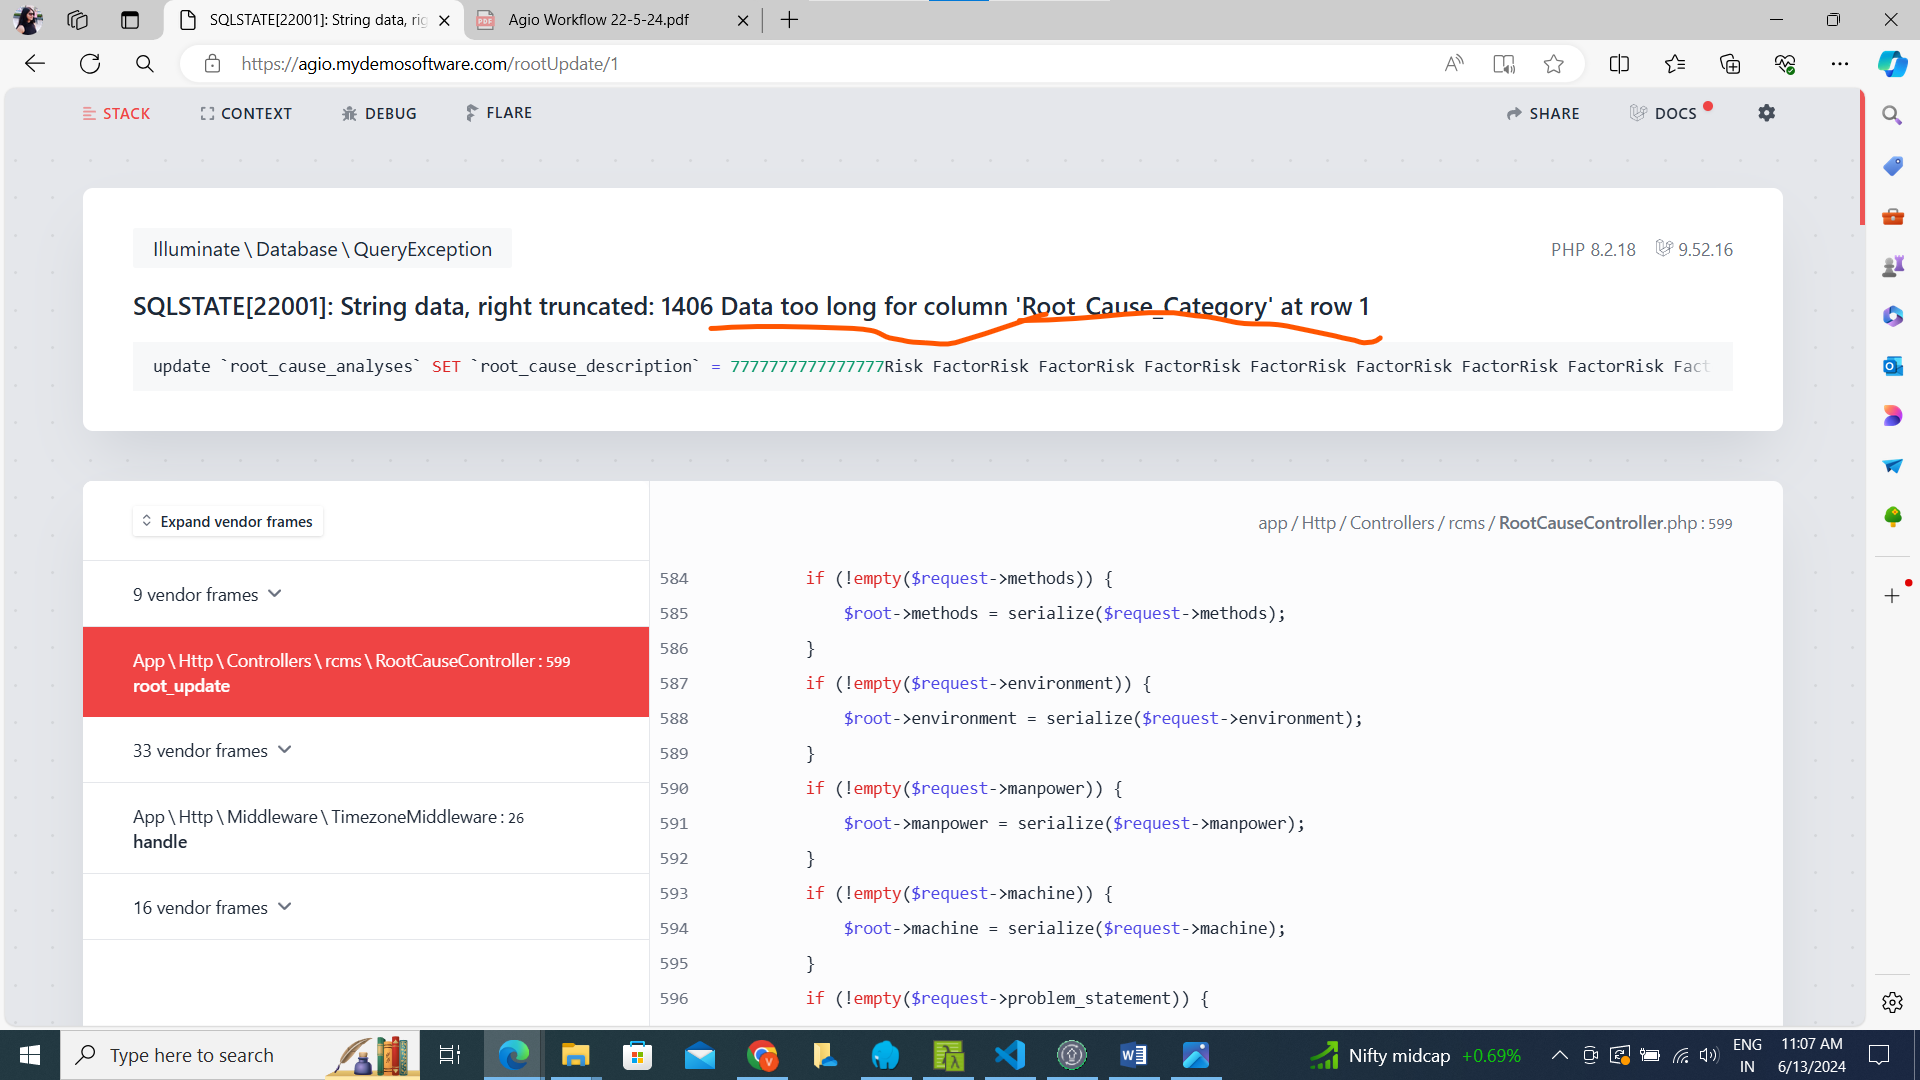 SQLSTATE[22001]: String data, rig
Agio Workflow 22-5-24.pdf
https://agio.mydemosoftware.com/rootUpdate/1
STACK
CONTEXT
DEBUG
FLARE
SHARE
DOCS
Illuminate \ Database \ QueryException
PHP 8.2.18
9.52.16
SQLSTATE[22001]: String data, right truncated: 1406 Data too long for column 'Root_Cause_Category' at row 1
update `root_cause_analyses` SET `root_cause_description` = 7777777777777777Risk FactorRisk FactorRisk FactorRisk FactorRisk FactorRisk FactorRisk FactorRisk Fact
Expand vendor frames
app / Http / Controllers / rcms / RootCauseController.php : 599
9 vendor frames
App \ Http \ Controllers \ rcms \ RootCauseController : 599
root_update
33 vendor frames
App \ Http \ Middleware \ TimezoneMiddleware : 26
handle
16 vendor frames
584 if (!empty($request->methods)) {
585 $root->methods = serialize($request->methods);
586 }
587 if (!empty($request->environment)) {
588 $root->environment = serialize($request->environment);
589 }
590 if (!empty($request->manpower)) {
591 $root->manpower = serialize($request->manpower);
592 }
593 if (!empty($request->machine)) {
594 $root->machine = serialize($request->machine);
595 }
596 if (!empty($request->problem_statement)) {
Type here to search
Nifty midcap +0.69%
ENG
IN
11:07 AM
6/13/2024